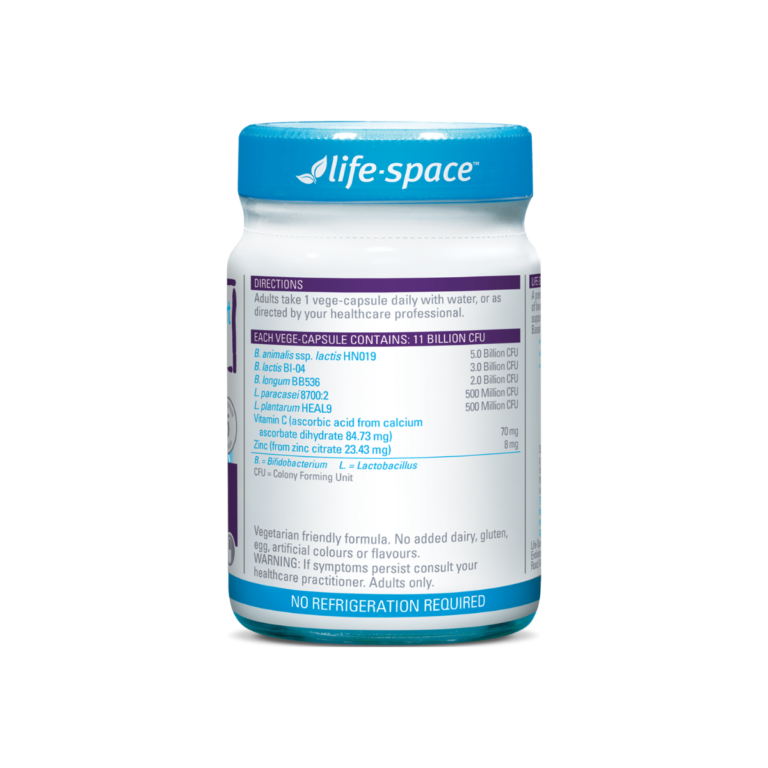 life-space™
DIRECTIONS
Adults take 1 vege-capsule daily with water, or as
directed by your healthcare professional.
EACH VEGE-CAPSULE CONTAINS: 11 BILLION CFU
B. animalis ssp. lactis HN019 5.0 Billion CFU
B. lactis BI-04 3.0 Billion CFU
B. longum BB536 2.0 Billion CFU
L. paracasei 8700:2 500 Million CFU
L. plantarum HEAL9 500 Million CFU
Vitamin C (ascorbic acid from calcium
ascorbate dihydrate 84.73 mg) 70 mg
Zinc (from zinc citrate 23.43 mg) 8 mg
B. = Bifidobacterium L. = Lactobacillus
CFU = Colony Forming Unit
Vegetarian friendly formula. No added dairy, gluten,
egg, artificial colours or flavours.
WARNING: If symptoms persist consult your
healthcare practitioner. Adults only.
NO REFRIGERATION REQUIRED